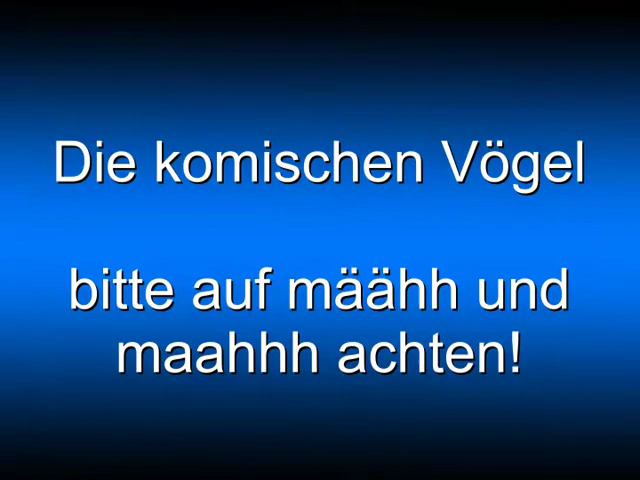 Die komischen Vögel
bitte auf määhh und
maahhh achten!